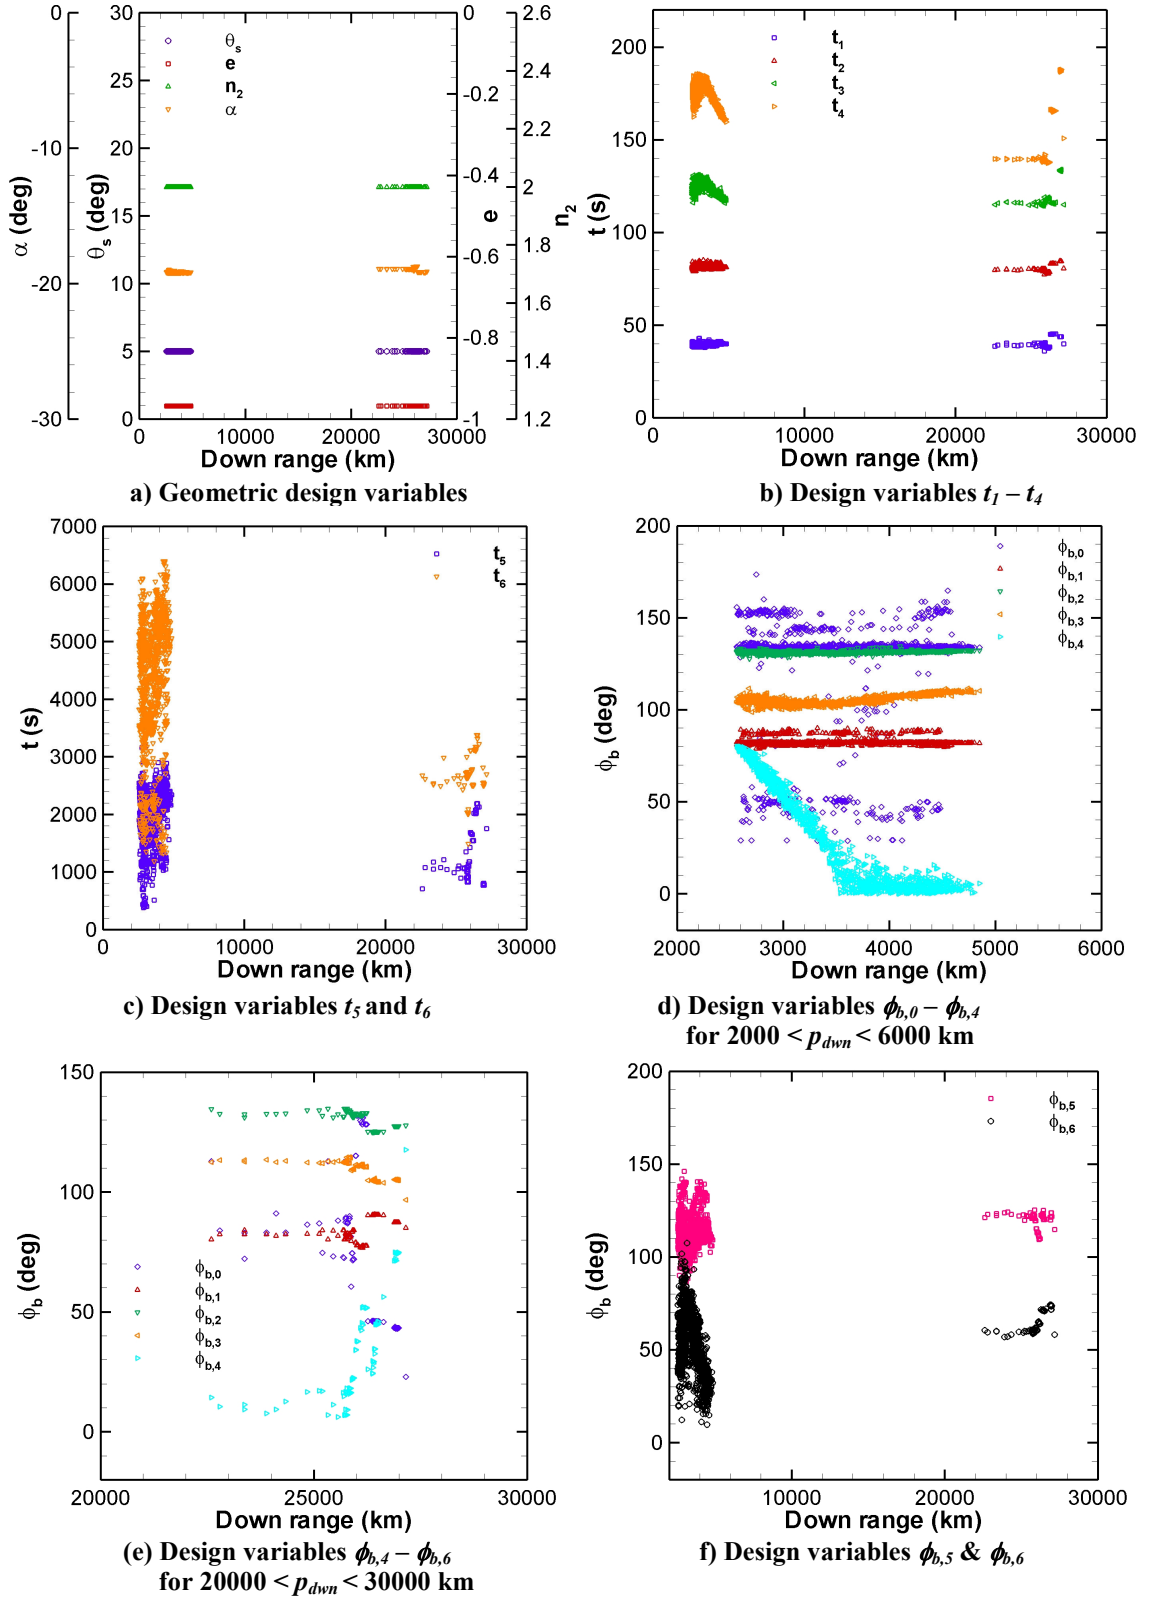 0
30
0
2.6
θs
e
n2
α
25
-0.2
2.4
2.2
-10
20
-0.4
2
15
α (deg)
θs (deg)
e
n2
-0.6
1.8
-20
10
1.6
-0.8
5
1.4
-30
0
-1
1.2
0
10000
20000
30000
Down range (km)
a) Geometric design variables
200
150
100
50
0
t (s)
t1
t2
t3
t4
0
10000
20000
30000
Down range (km)
b) Design variables t1 – t4
7000
6000
5000
4000
3000
2000
1000
0
t (s)
t5
t6
0
10000
20000
30000
Down range (km)
c) Design variables t5 and t6
200
150
100
50
0
ϕb (deg)
ϕb,0
ϕb,1
ϕb,2
ϕb,3
ϕb,4
2000
3000
4000
5000
6000
Down range (km)
d) Design variables ϕb,0 – ϕb,4
for 2000 < pdwn < 6000 km
150
100
50
0
ϕb (deg)
ϕb,0
ϕb,1
ϕb,2
ϕb,3
ϕb,4
20000
25000
30000
Down range (km)
(e) Design variables ϕb,4 – ϕb,6
for 20000 < pdwn < 30000 km
200
150
100
50
0
ϕb (deg)
ϕb,5
ϕb,6
10000
20000
30000
Down range (km)
f) Design variables ϕb,5 & ϕb,6